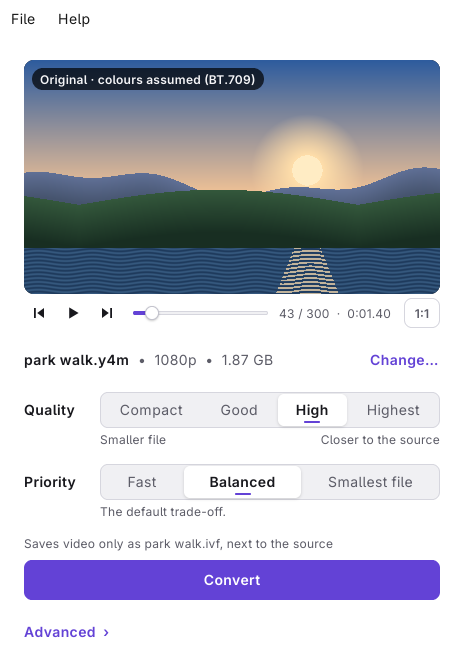 File Help
Original · colours assumed (BT.709)
43 / 300 · 0:01.40 1:1
park walk.y4m • 1080p • 1.87 GB Change...
Quality Compact Good High Highest
Smaller file Closer to the source
Priority Fast Balanced Smallest file
The default trade-off.
Saves video only as park walk.ivf, next to the source
Convert
Advanced ›